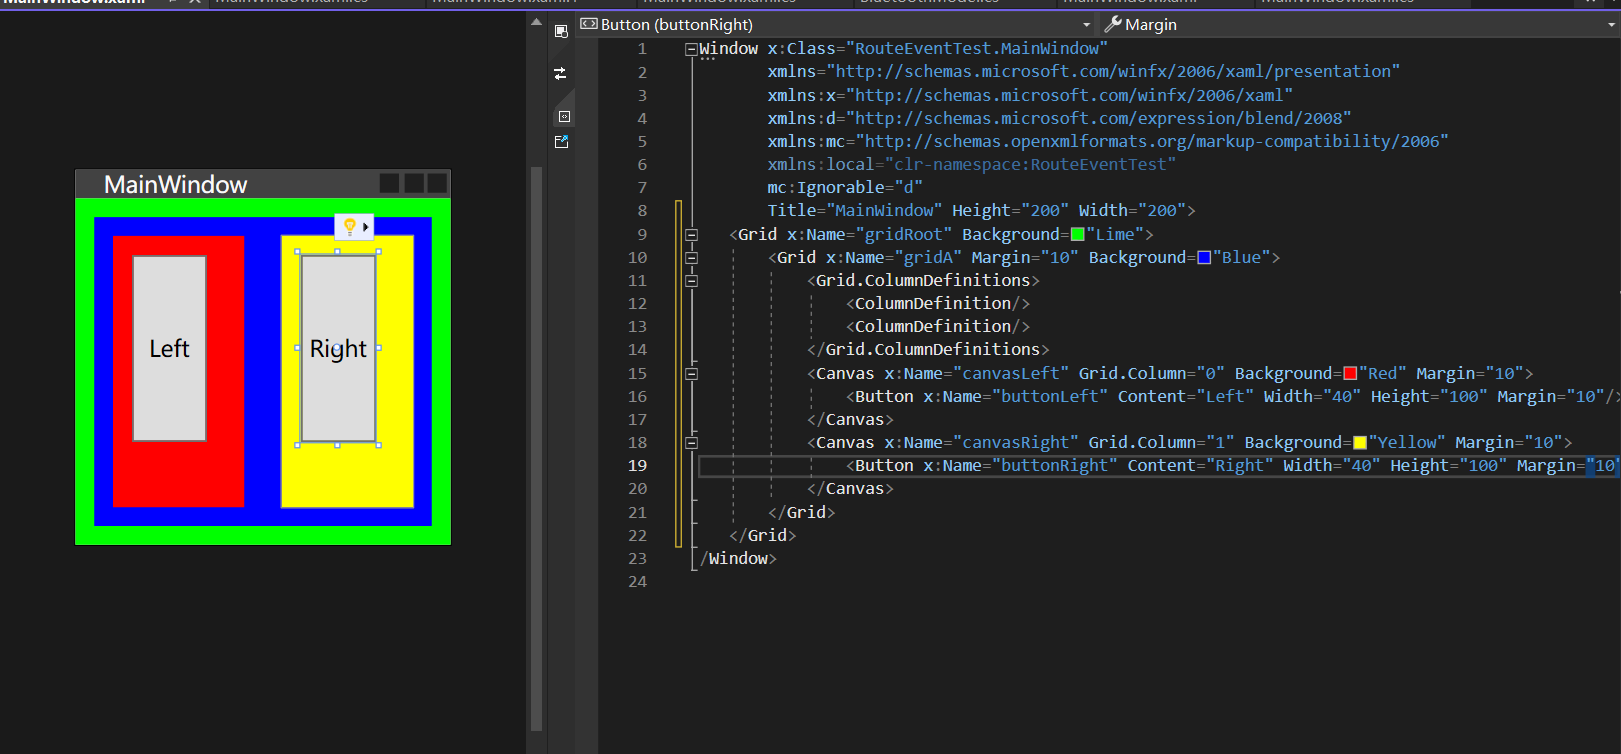 MainWindow
Left
Right
Button (buttonRight)
Margin
1 Window x:Class="RouteEventTest.MainWindow"
2 xmlns="http://schemas.microsoft.com/winfx/2006/xaml/presentation"
3 xmlns:x="http://schemas.microsoft.com/winfx/2006/xaml"
4 xmlns:d="http://schemas.microsoft.com/expression/blend/2008"
5 xmlns:mc="http://schemas.openxmlformats.org/markup-compatibility/2006"
6 xmlns:local="clr-namespace:RouteEventTest"
7 mc:Ignorable="d"
8 Title="MainWindow" Height="200" Width="200">
9 <Grid x:Name="gridRoot" Background="Lime">
10 <Grid x:Name="gridA" Margin="10" Background="Blue">
11 <Grid.ColumnDefinitions>
12 <ColumnDefinition/>
13 <ColumnDefinition/>
14 </Grid.ColumnDefinitions>
15 <Canvas x:Name="canvasLeft" Grid.Column="0" Background="Red" Margin="10">
16 <Button x:Name="buttonLeft" Content="Left" Width="40" Height="100" Margin="10"/>
17 </Canvas>
18 <Canvas x:Name="canvasRight" Grid.Column="1" Background="Yellow" Margin="10">
19 <Button x:Name="buttonRight" Content="Right" Width="40" Height="100" Margin="10"
20 </Canvas>
21 </Grid>
22 </Grid>
23 /Window>
24